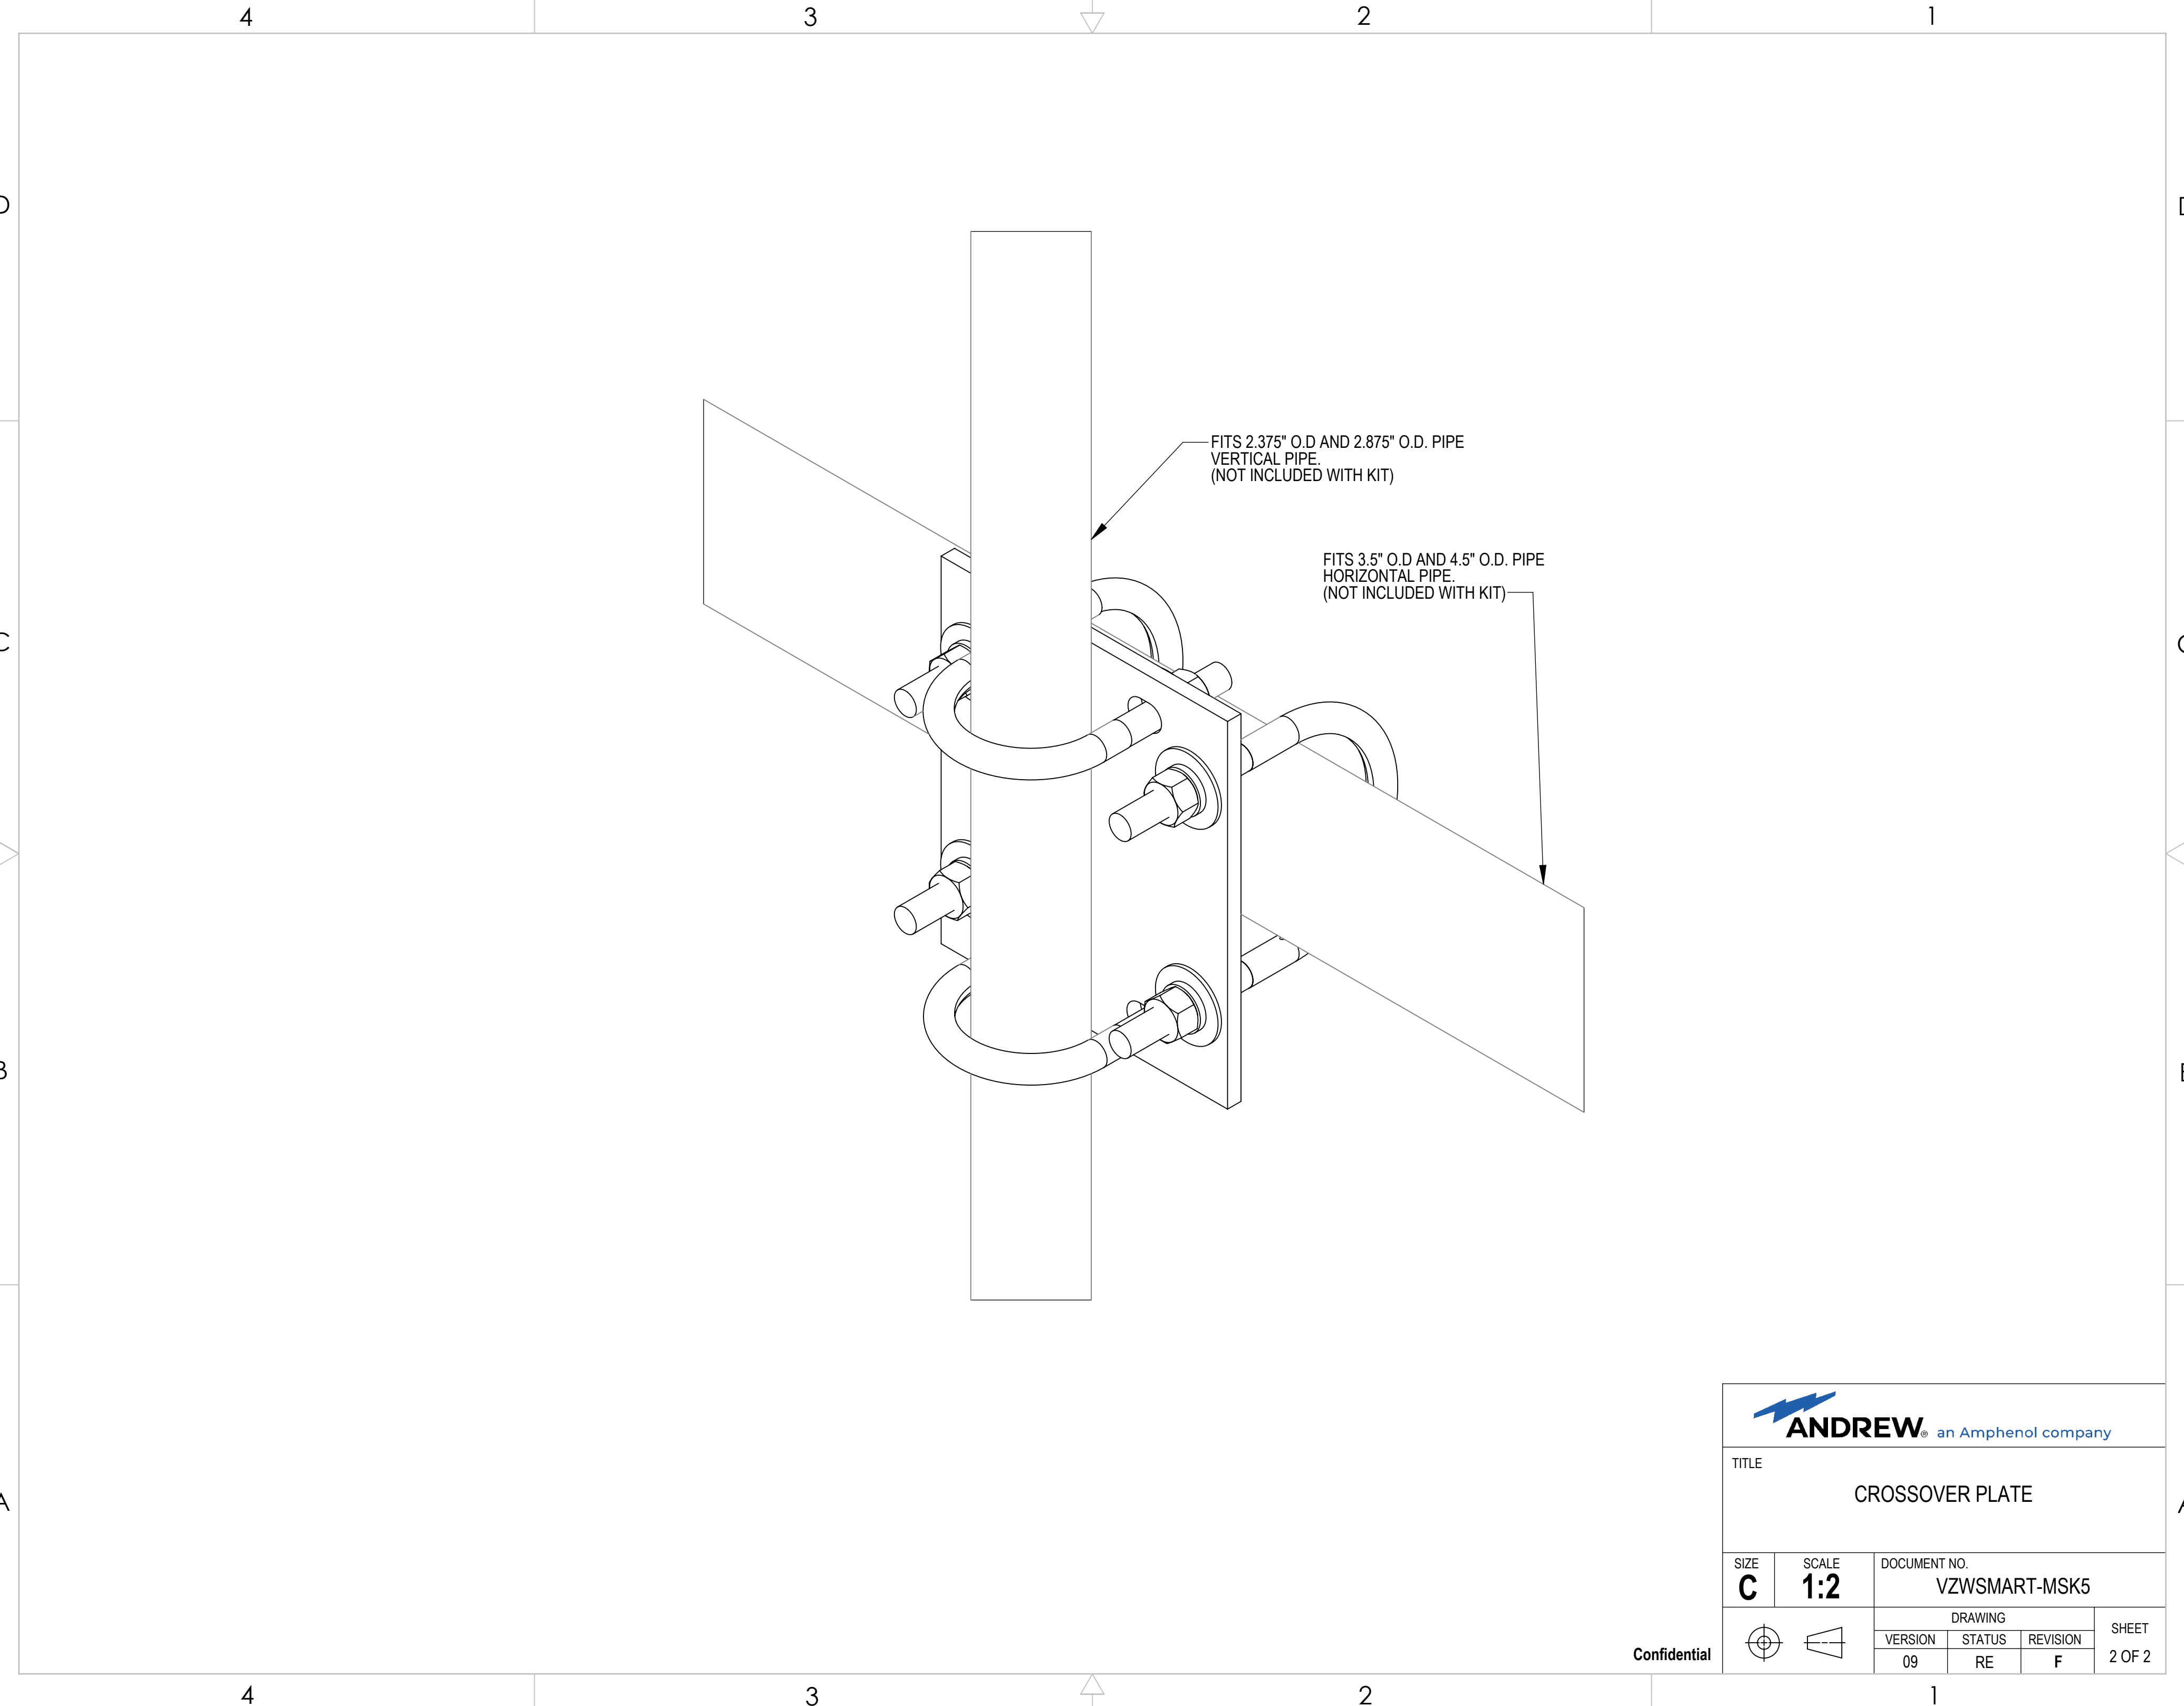 4 3 2 1
D D
FITS 2.375" O.D AND 2.875" O.D. PIPE
VERTICAL PIPE.
(NOT INCLUDED WITH KIT)
FITS 3.5" O.D AND 4.5" O.D. PIPE
HORIZONTAL PIPE.
(NOT INCLUDED WITH KIT)
C C
B B
ANDREW® an Amphenol company
TITLE
CROSSOVER PLATE
A A
SIZE SCALE DOCUMENT NO.
C 1:2 VZWSMART-MSK5
DRAWING
SHEET
VERSION STATUS REVISION
Confidential
09 RE F 2 OF 2
4 3 2 1